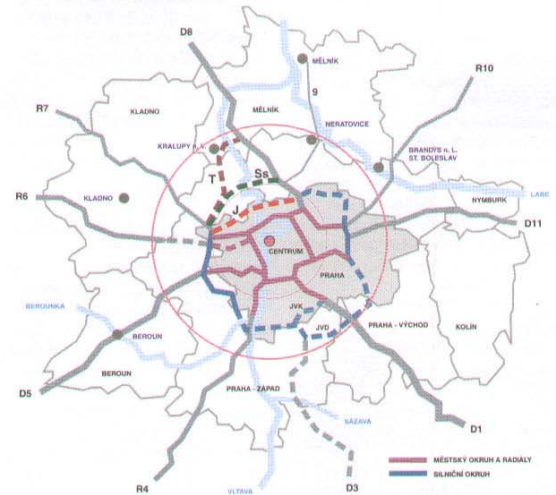 D8
MĚLNÍK
R10
9
KLADNO
MĚLNÍK
R7
NERATOVICE
KRALUPY n. V.
BRANDÝS n. L.
ST. BOLESLAV
T
Ss
LABE
KLADNO
NYMBURK
R6
J
D11
CENTRUM
PRAHA
BEROUNKA
JVK
JVD
PRAHA - VÝCHOD
KOLÍN
BEROUN
BEROUN
PRAHA - ZÁPAD
D5
SÁZAVA
D1
MĚSTSKÝ OKRUH A RADIÁLY
SILNIČNÍ OKRUH
R4
VLTAVA
D3